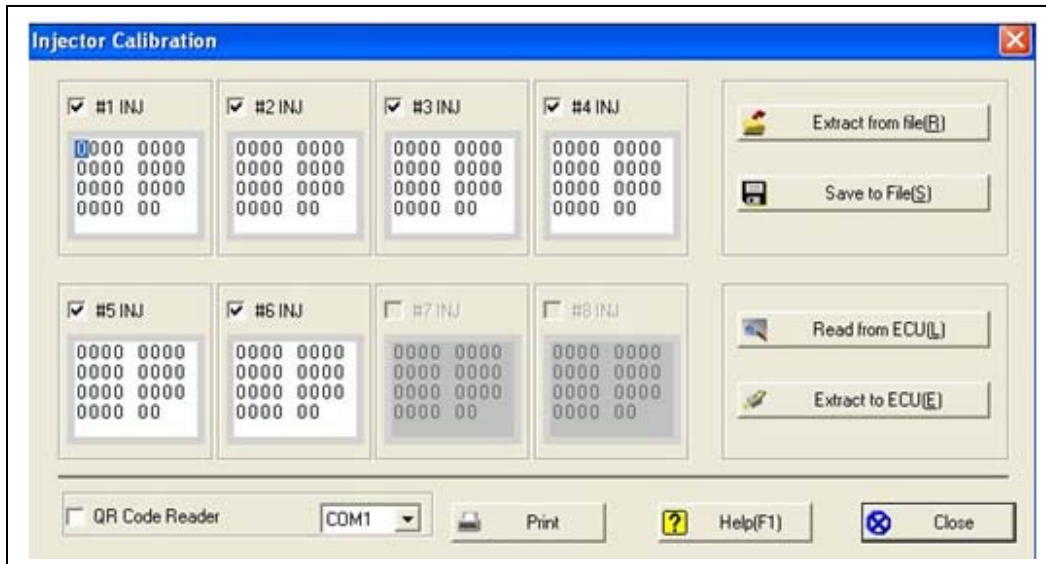 Injector Calibration
#1 INJ
0000 0000
0000 0000
0000 0000
0000 00
#2 INJ
0000 0000
0000 0000
0000 0000
0000 00
#3 INJ
0000 0000
0000 0000
0000 0000
0000 00
#4 INJ
0000 0000
0000 0000
0000 0000
0000 00
Extract from file(R)
Save to File(S)
#5 INJ
0000 0000
0000 0000
0000 0000
0000 00
#6 INJ
0000 0000
0000 0000
0000 0000
0000 00
#7 INJ
0000 0000
0000 0000
0000 0000
0000 00
#8 INJ
0000 0000
0000 0000
0000 0000
0000 00
Read from ECU(L)
Extract to ECU(E)
QR Code Reader
COM1
Print
Help(F1)
Close